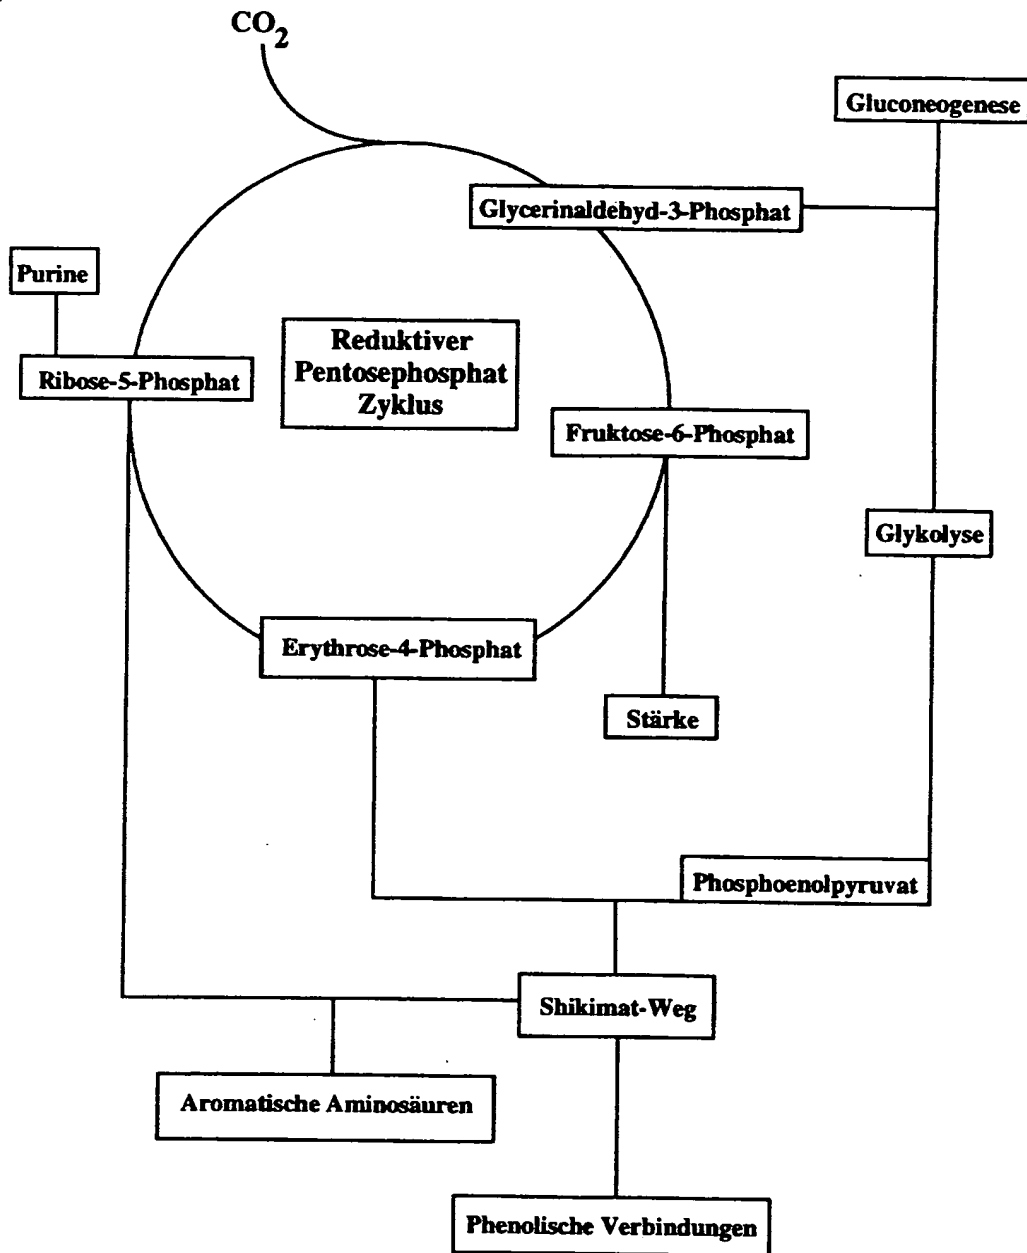 CO2
Gluconeogenese
Glycerinaldehyd-3-Phosphat
Purine
Reduktiver
Pentosephosphat
Zyklus
Ribose-5-Phosphat
Fruktose-6-Phosphat
Glykolyse
Erythrose-4-Phosphat
Stärke
Phosphoenolpyruvat
Shikimat-Weg
Aromatische Aminosäuren
Phenolische Verbindungen